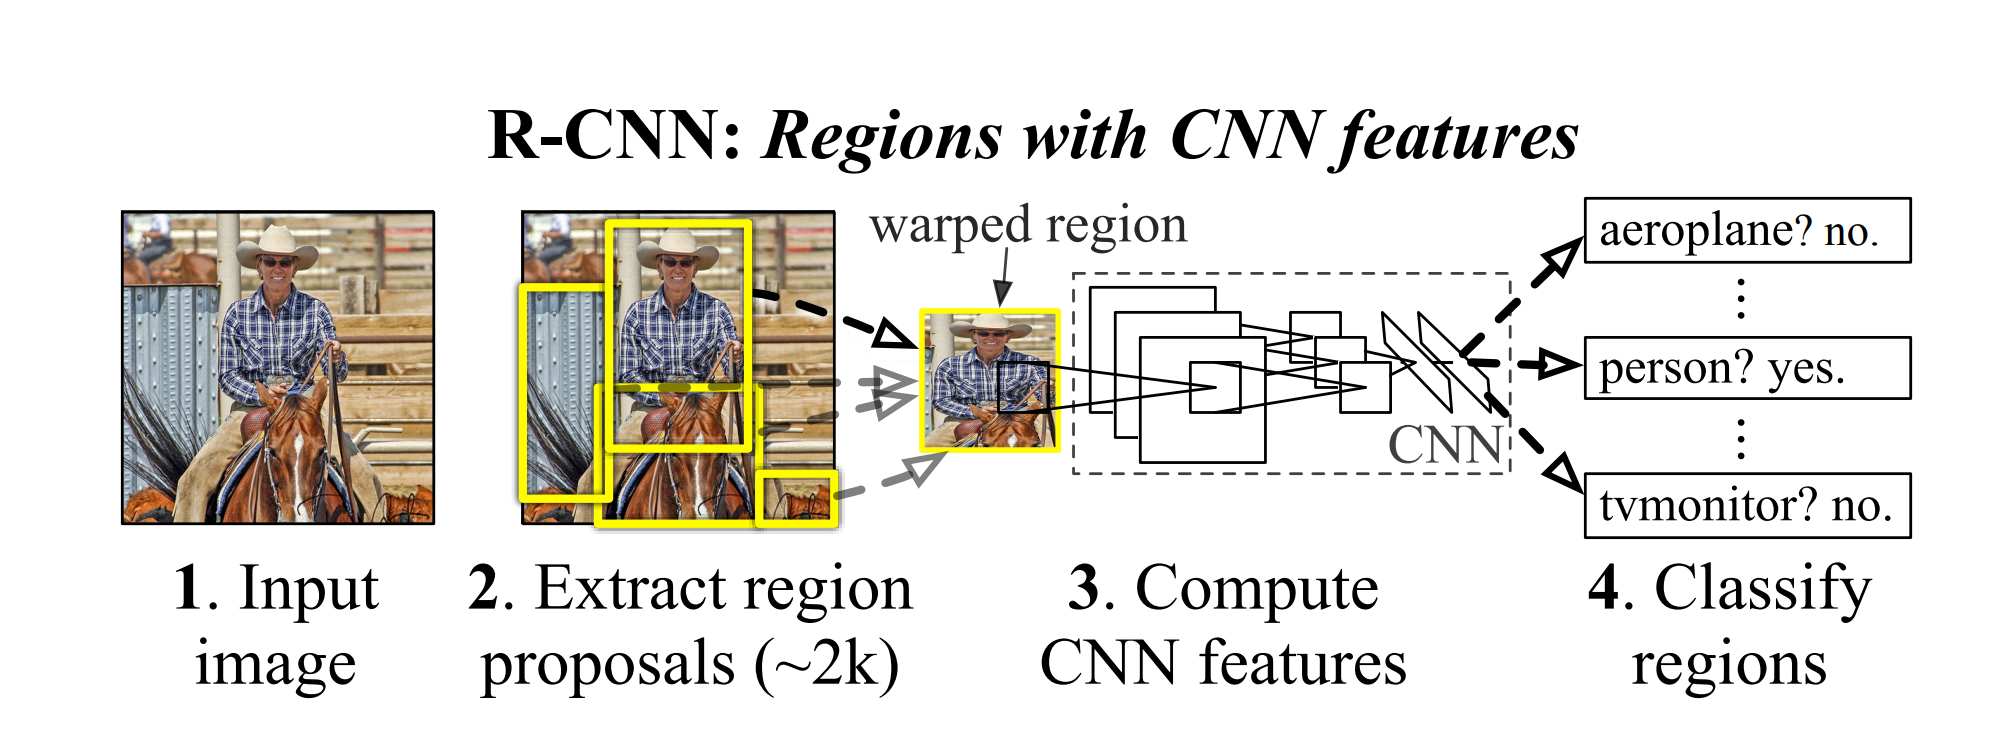 R-CNN: Regions with CNN features
warped region
aeroplane? no.
person? yes.
CNN
tvmonitor? no.
1. Input
image
2. Extract region
proposals (~2k)
3. Compute
CNN features
4. Classify
regions